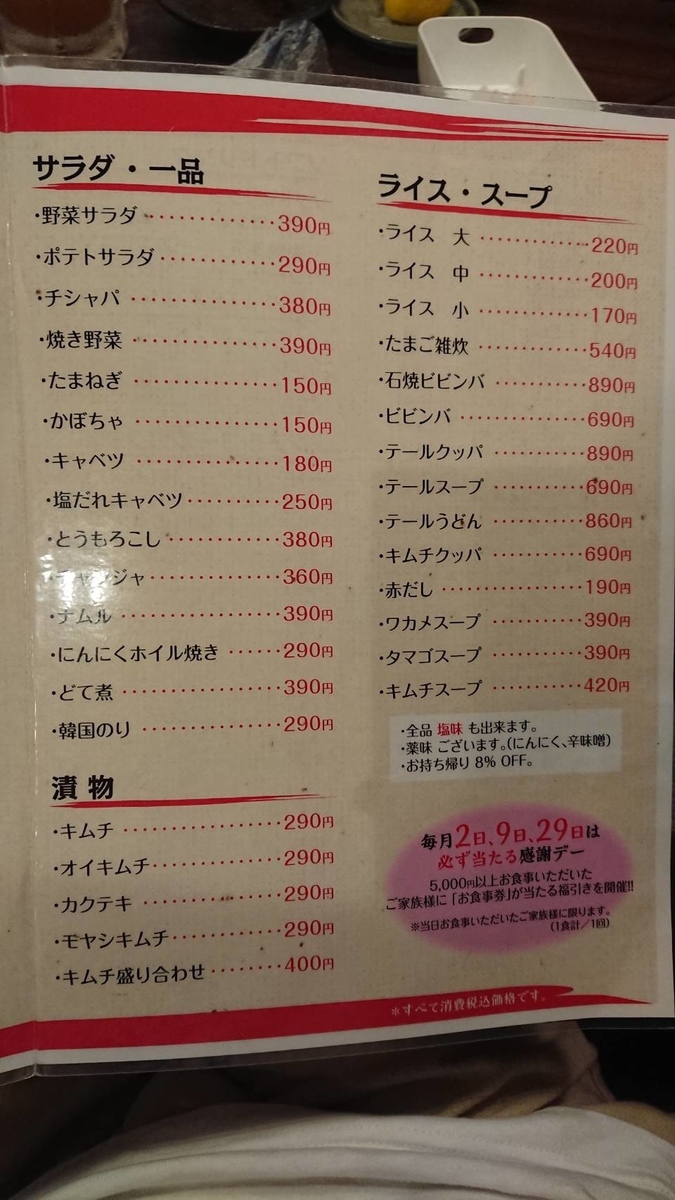 サラダ・一品
・野菜サラダ・・・・・・・・・・・・・390円
・ポテトサラダ・・・・・・・・・・・・290円
・チシャパ・・・・・・・・・・・・・・・380円
・焼き野菜・・・・・・・・・・・・・・・390円
・たまねぎ・・・・・・・・・・・・・・・150円
・かぼちゃ・・・・・・・・・・・・・・・150円
・キャベツ・・・・・・・・・・・・・・・180円
・塩だれキャベツ・・・・・・・・・・250円
・とうもろこし・・・・・・・・・・・・380円
・チャンジャ・・・・・・・・・・・・・・360円
・ナムル・・・・・・・・・・・・・・・・・390円
・にんにくホイル焼き・・・・・・290円
・どて煮・・・・・・・・・・・・・・・・・390円
・韓国のり・・・・・・・・・・・・・・・290円
漬物
・キムチ・・・・・・・・・・・・・・・・・290円
・オイキムチ・・・・・・・・・・・・・・290円
・カクテキ・・・・・・・・・・・・・・・290円
・モヤシキムチ・・・・・・・・・・・・290円
・キムチ盛り合わせ・・・・・・・・400円
ライス・スープ
・ライス 大・・・・・・・・・・・・220円
・ライス 中・・・・・・・・・・・・200円
・ライス 小・・・・・・・・・・・・170円
・たまご雑炊・・・・・・・・・・・・540円
・石焼ビビンバ・・・・・・・・・・890円
・ビビンバ・・・・・・・・・・・・・・690円
・テールクッパ・・・・・・・・・・890円
・テールスープ・・・・・・・・・・690円
・テールうどん・・・・・・・・・・860円
・キムチクッパ・・・・・・・・・・690円
・赤だし・・・・・・・・・・・・・・・・190円
・ワカメスープ・・・・・・・・・・390円
・タマゴスープ・・・・・・・・・・390円
・キムチスープ・・・・・・・・・・420円
・全品 塩味 も出来ます。
・薬味 ございます。(にんにく、辛味噌)
・お持ち帰り 8% OFF。
毎月2日、9日、29日は
必ず当たる感謝デー
5,000円以上お食事いただいた
ご家族様に「お食事券」が当たる福引きを開催!!
※当日お食事いただいたご家族様に限ります。
(1会計/1回)
※すべて消費税込価格です。